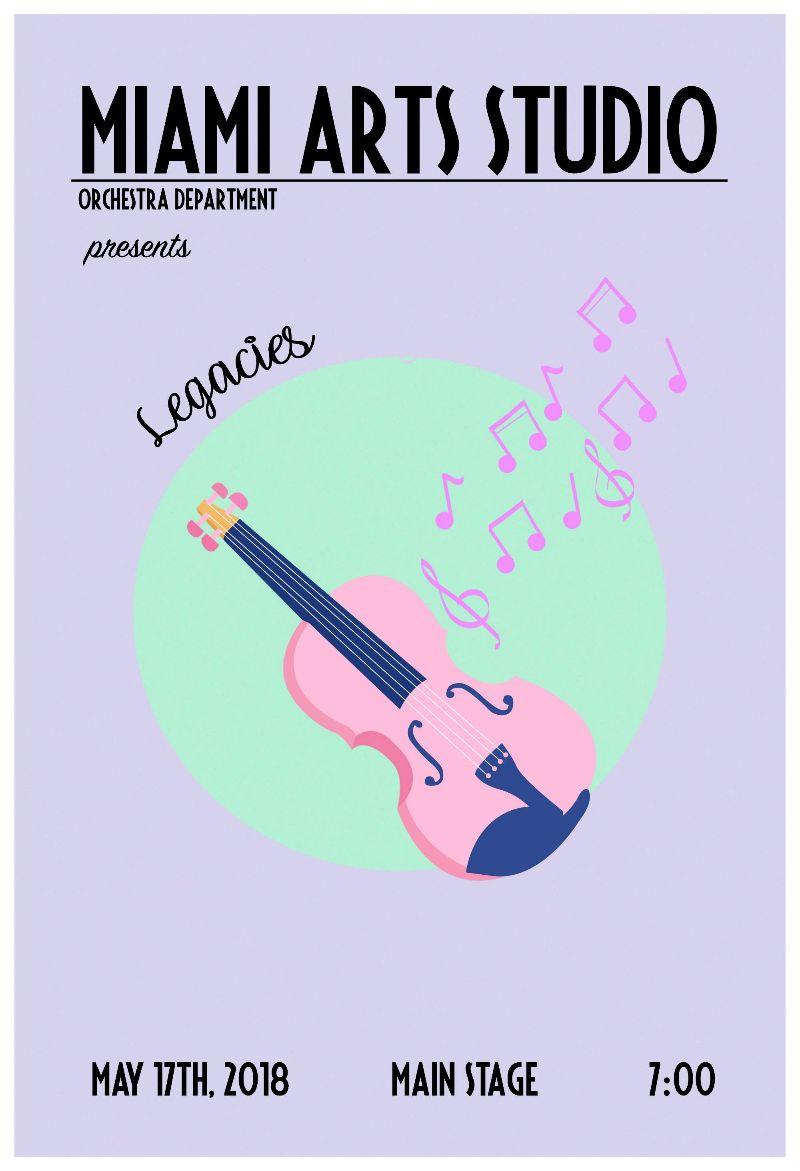 MIAMI ARTS STUDIO
ORCHESTRA DEPARTMENT
presents
Legacies
MAY 17TH, 2018 MAIN STAGE 7:00